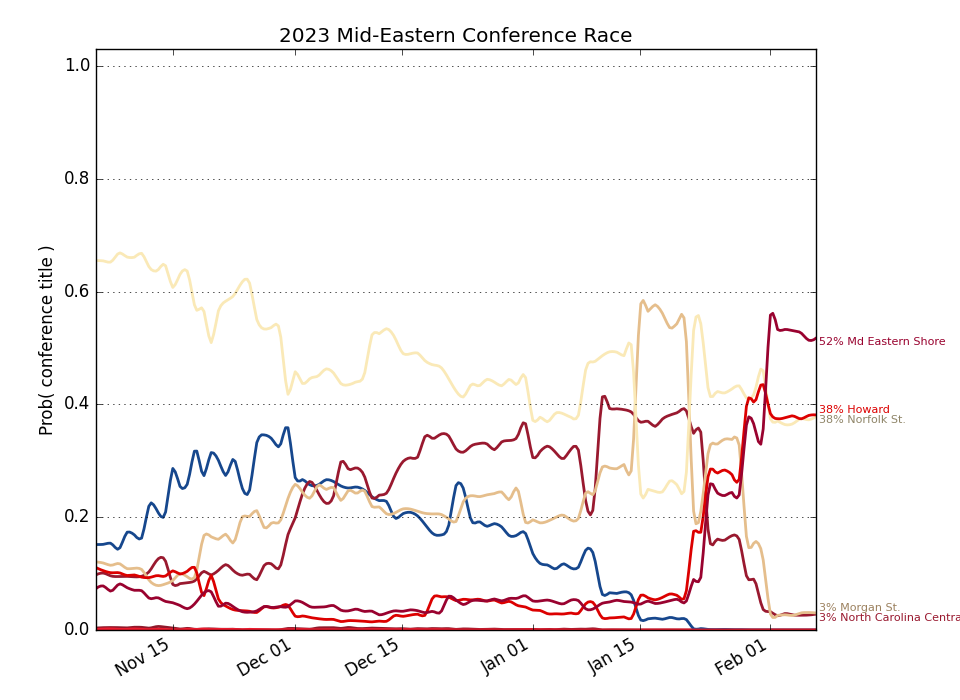 2023 Mid-Eastern Conference Race
1.0
0.8
0.6
0.4
0.2
0.0
Prob( conference title )
52% Md Eastern Shore
38% Howard
38% Norfolk St.
3% Morgan St.
3% North Carolina Centra
Nov 15
Dec 01
Dec 15
Jan 01
Jan 15
Feb 01